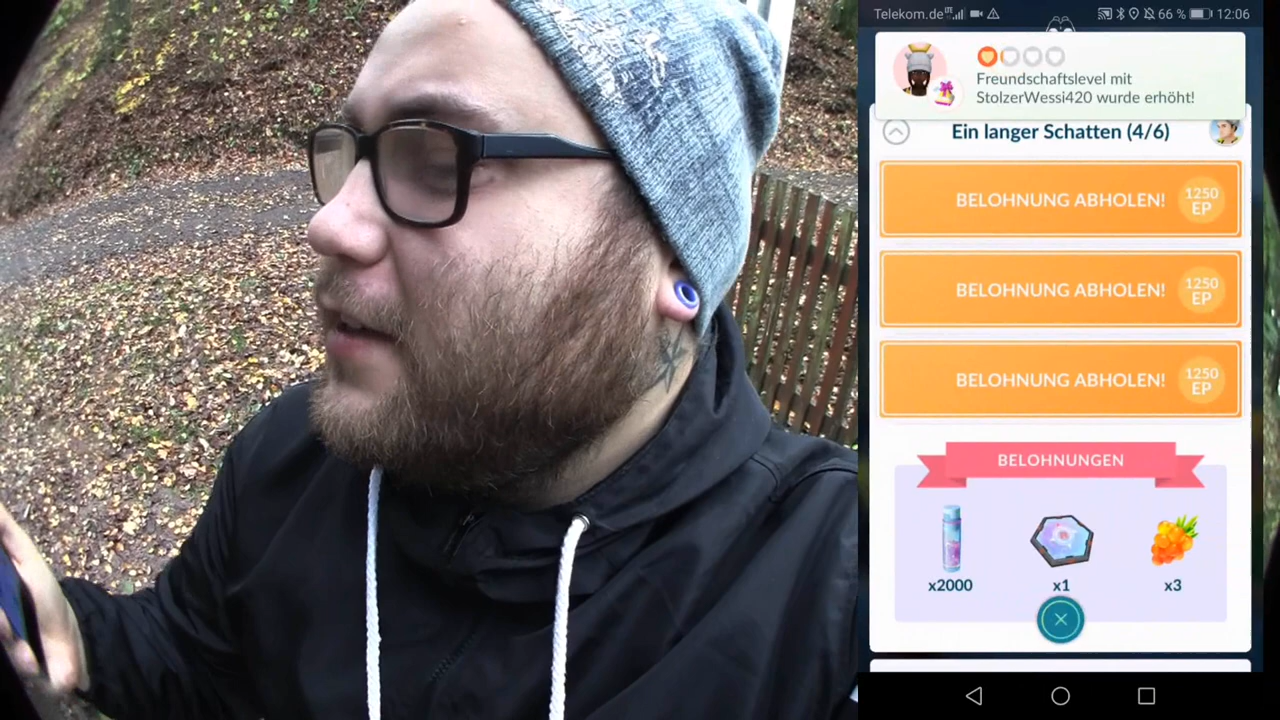 Telekom.de LTE 66 % 12:06
Freundschaftslevel mit
StolzerWessi420 wurde erhöht!
Ein langer Schatten (4/6)
BELOHNUNG ABHOLEN! 1250 EP
BELOHNUNG ABHOLEN! 1250 EP
BELOHNUNG ABHOLEN! 1250 EP
BELOHNUNGEN
x2000 x1 x3